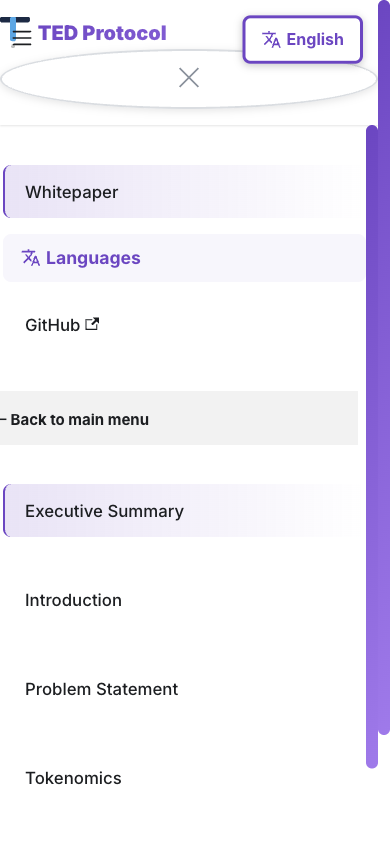 TED Protocol
English
Whitepaper
Languages
GitHub
← Back to main menu
Executive Summary
Introduction
Problem Statement
Tokenomics